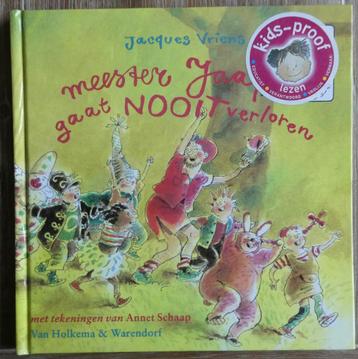 Jacques Vriens
meester Jaap
gaat NOOIT verloren
kids-proof
lezen
met tekeningen van Annet Schaap
Van Holkema & Warendorf